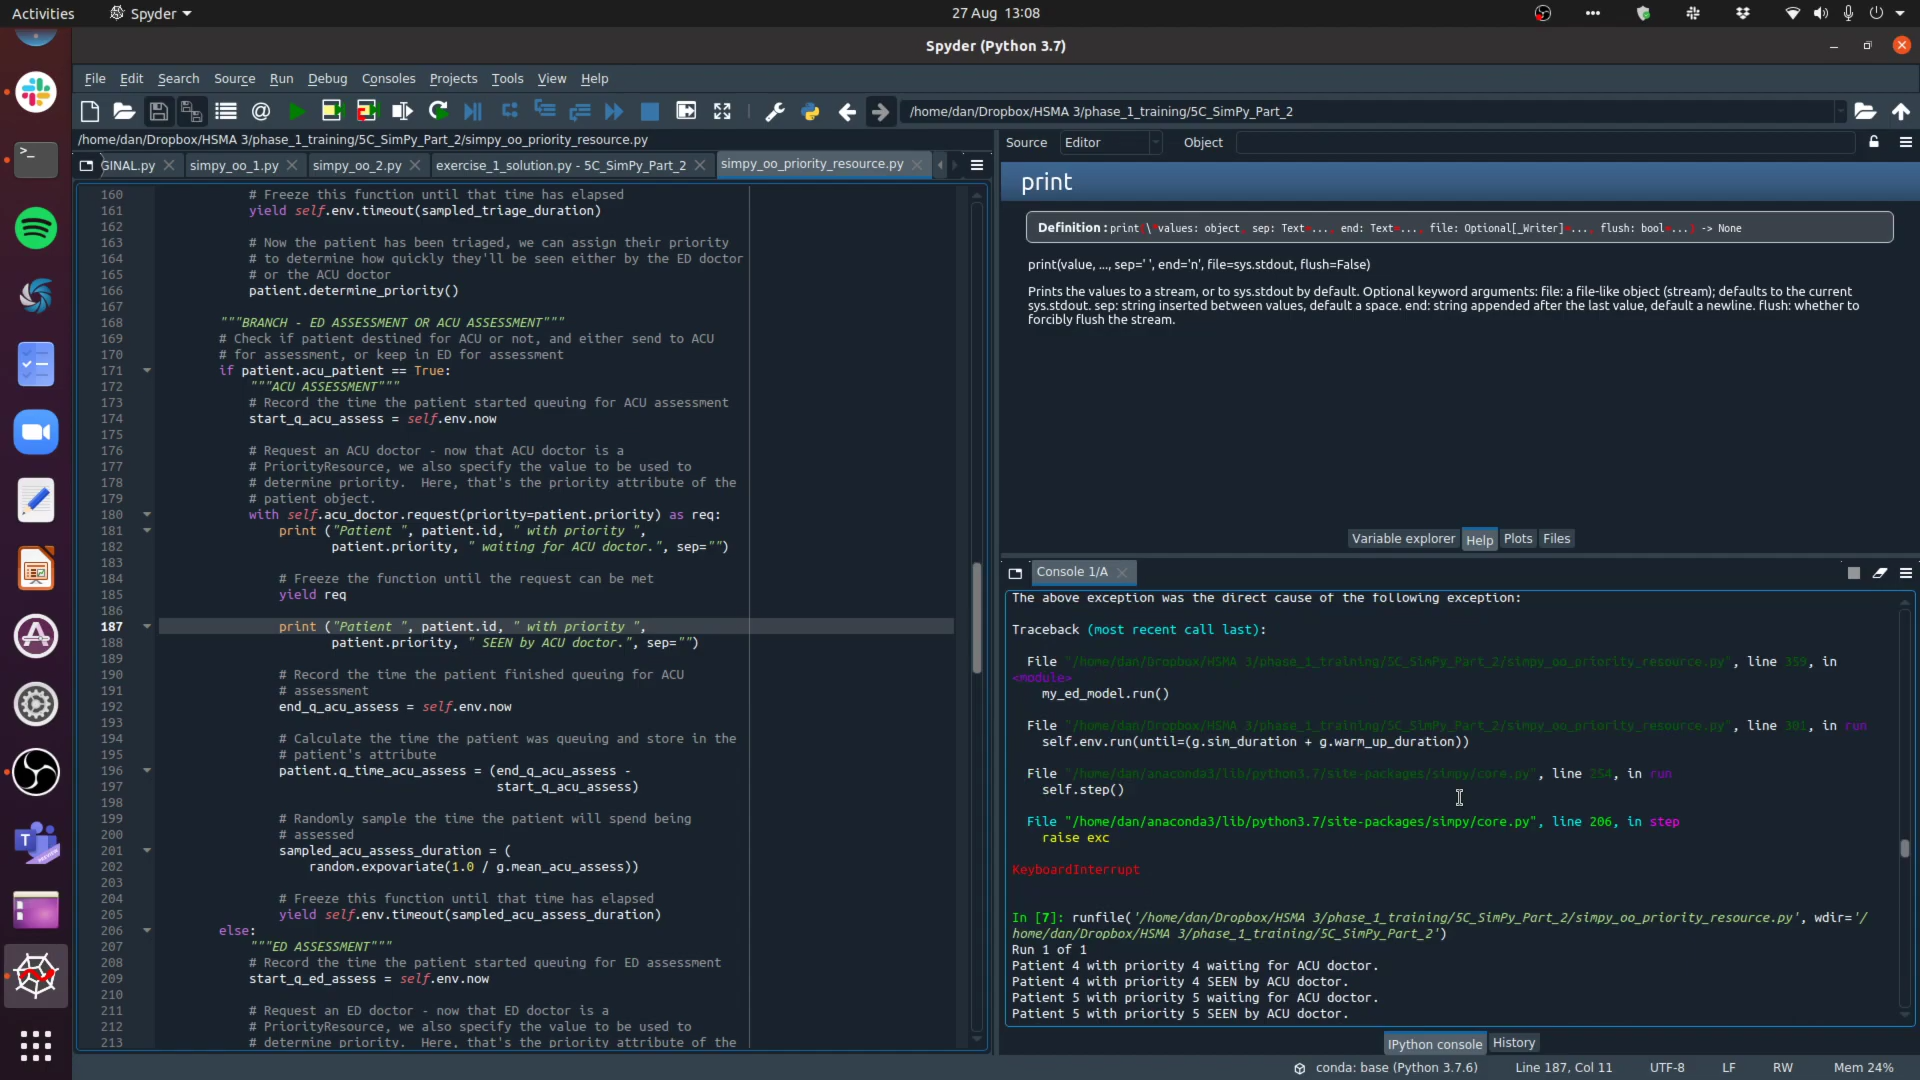 Activities
Spyder
27 Aug 13:08
Spyder (Python 3.7)
File Edit Search Source Run Debug Consoles Projects Tools View Help
/home/dan/Dropbox/HSMA 3/phase_1_training/5C_SimPy_Part_2
/home/dan/Dropbox/HSMA 3/phase_1_training/5C_SimPy_Part_2/simpy_oo_priority_resource.py
GINAL.py simpy_oo_1.py simpy_oo_2.py exercise_1_solution.py - 5C_SimPy_Part_2 simpy_oo_priority_resource.py
160 # Freeze this function until that time has elapsed
161 yield self.env.timeout(sampled_triage_duration)
162
163 # Now the patient has been triaged, we can assign their priority
164 # to determine how quickly they'll be seen either by the ED doctor
165 # or the ACU doctor
166 patient.determine_priority()
167
168 """BRANCH - ED ASSESSMENT OR ACU ASSESSMENT"""
169 # Check if patient destined for ACU or not, and either send to ACU
170 # for assessment, or keep in ED for assessment
171 if patient.acu_patient == True:
172 """ACU ASSESSMENT"""
173 # Record the time the patient started queuing for ACU assessment
174 start_q_acu_assess = self.env.now
175
176 # Request an ACU doctor - now that ACU doctor is a
177 # PriorityResource, we also specify the value to be used to
178 # determine priority.  Here, that's the priority attribute of the
179 # patient object.
180 with self.acu_doctor.request(priority=patient.priority) as req:
181 print ("Patient ", patient.id, " with priority ",
182 patient.priority, " waiting for ACU doctor.", sep="")
183
184 # Freeze the function until the request can be met
185 yield req
186
187 print ("Patient ", patient.id, " with priority ",
188 patient.priority, " SEEN by ACU doctor.", sep="")
189
190 # Record the time the patient finished queuing for ACU
191 # assessment
192 end_q_acu_assess = self.env.now
193
194 # Calculate the time the patient was queuing and store in the
195 # patient's attribute
196 patient.q_time_acu_assess = (end_q_acu_assess -
197 start_q_acu_assess)
198
199 # Randomly sample the time the patient will spend being
200 # assessed
201 sampled_acu_assess_duration = (
202 random.expovariate(1.0 / g.mean_acu_assess))
203
204 # Freeze this function until that time has elapsed
205 yield self.env.timeout(sampled_acu_assess_duration)
206 else:
207 """ED ASSESSMENT"""
208 # Record the time the patient started queuing for ED assessment
209 start_q_ed_assess = self.env.now
210
211 # Request an ED doctor - now that ED doctor is a
212 # PriorityResource, we also specify the value to be used to
213 # determine priority.  Here, that's the priority attribute of the
Source Editor Object
print
Definition : print(\*values: object, sep: Text=..., end: Text=..., file: Optional[_Writer]=..., flush: bool=...) -> None
print(value, ..., sep=' ', end='n', file=sys.stdout, flush=False)
Prints the values to a stream, or to sys.stdout by default. Optional keyword arguments: file: a file-like object (stream); defaults to the current
sys.stdout. sep: string inserted between values, default a space. end: string appended after the last value, default a newline. flush: whether to
forcibly flush the stream.
Variable explorer Help Plots Files
Console 1/A
The above exception was the direct cause of the following exception:
Traceback (most recent call last):
File "/home/dan/Dropbox/HSMA 3/phase_1_training/5C_SimPy_Part_2/simpy_oo_priority_resource.py", line 359, in
<module>
my_ed_model.run()
File "/home/dan/Dropbox/HSMA 3/phase_1_training/5C_SimPy_Part_2/simpy_oo_priority_resource.py", line 301, in run
self.env.run(until=(g.sim_duration + g.warm_up_duration))
File "/home/dan/anaconda3/lib/python3.7/site-packages/simpy/core.py", line 254, in run
self.step()
File "/home/dan/anaconda3/lib/python3.7/site-packages/simpy/core.py", line 206, in step
raise exc
KeyboardInterrupt
In [7]: runfile('/home/dan/Dropbox/HSMA 3/phase_1_training/5C_SimPy_Part_2/simpy_oo_priority_resource.py', wdir='/
home/dan/Dropbox/HSMA 3/phase_1_training/5C_SimPy_Part_2')
Run 1 of 1
Patient 4 with priority 4 waiting for ACU doctor.
Patient 4 with priority 4 SEEN by ACU doctor.
Patient 5 with priority 5 waiting for ACU doctor.
Patient 5 with priority 5 SEEN by ACU doctor.
IPython console History
conda: base (Python 3.7.6) Line 187, Col 11 UTF-8 LF RW Mem 24%